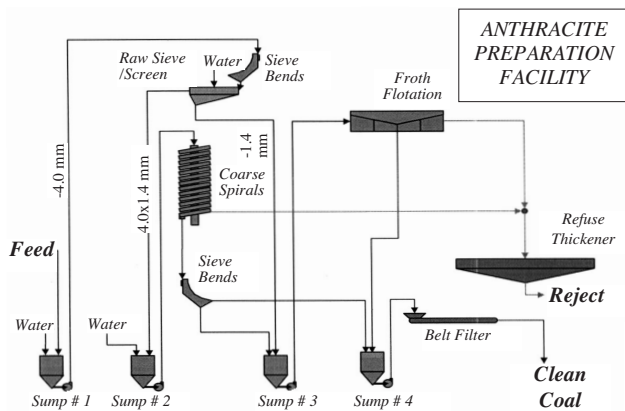 ANTHRACITE
PREPARATION
FACILITY
Raw Sieve
/Screen
Water
Sieve
Bends
Froth
Flotation
-4.0 mm
4.0x1.4 mm
-1.4
mm
Coarse
Spirals
Refuse
Thickener
Feed
Sieve
Bends
Reject
Water
Water
Belt Filter
Clean
Coal
Sump # 1
Sump # 2
Sump # 3
Sump # 4